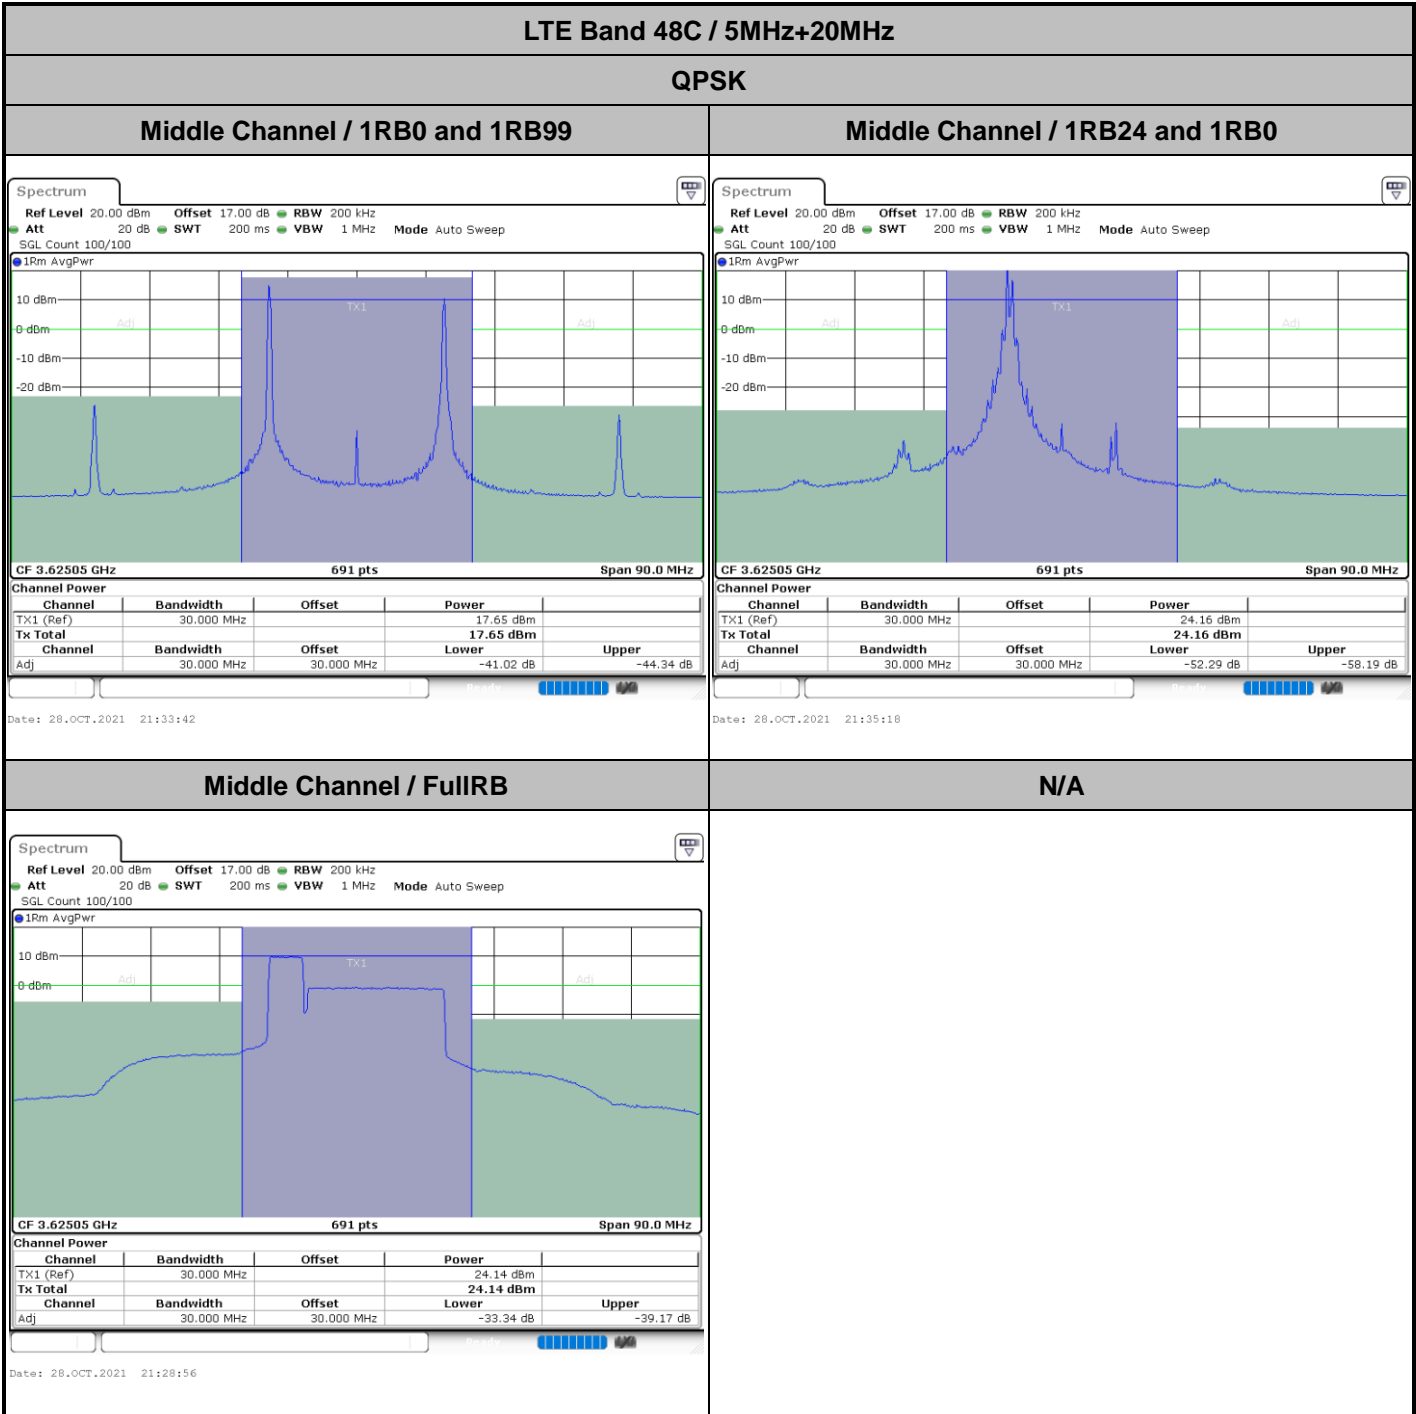 LTE Band 48C / 5MHz+20MHz
QPSK
Middle Channel / 1RB0 and 1RB99
Middle Channel / 1RB24 and 1RB0
Spectrum
Ref Level 20.00 dBm Offset 17.00 dB RBW 200 kHz
Att 20 dB SWT 200 ms VBW 1 MHz Mode Auto Sweep
SGL Count 100/100
1Rm AvgPwr
10 dBm
TX1
Adj
Adj
0 dBm
-10 dBm
-20 dBm
CF 3.62505 GHz 691 pts Span 90.0 MHz
Channel Power
Channel Bandwidth Offset Power
TX1 (Ref) 30.000 MHz 17.65 dBm
Tx Total 17.65 dBm
Channel Bandwidth Offset Lower Upper
Adj 30.000 MHz 30.000 MHz -41.02 dB -44.34 dB
Ready
Date: 28.OCT.2021 21:33:42
Spectrum
Ref Level 20.00 dBm Offset 17.00 dB RBW 200 kHz
Att 20 dB SWT 200 ms VBW 1 MHz Mode Auto Sweep
SGL Count 100/100
1Rm AvgPwr
10 dBm
TX1
Adj
Adj
0 dBm
-10 dBm
-20 dBm
CF 3.62505 GHz 691 pts Span 90.0 MHz
Channel Power
Channel Bandwidth Offset Power
TX1 (Ref) 30.000 MHz 24.16 dBm
Tx Total 24.16 dBm
Channel Bandwidth Offset Lower Upper
Adj 30.000 MHz 30.000 MHz -52.29 dB -58.19 dB
Ready
Date: 28.OCT.2021 21:35:18
Middle Channel / FullRB
N/A
Spectrum
Ref Level 20.00 dBm Offset 17.00 dB RBW 200 kHz
Att 20 dB SWT 200 ms VBW 1 MHz Mode Auto Sweep
SGL Count 100/100
1Rm AvgPwr
10 dBm
TX1
Adj
Adj
0 dBm
CF 3.62505 GHz 691 pts Span 90.0 MHz
Channel Power
Channel Bandwidth Offset Power
TX1 (Ref) 30.000 MHz 24.14 dBm
Tx Total 24.14 dBm
Channel Bandwidth Offset Lower Upper
Adj 30.000 MHz 30.000 MHz -33.34 dB -39.17 dB
Ready
Date: 28.OCT.2021 21:28:56